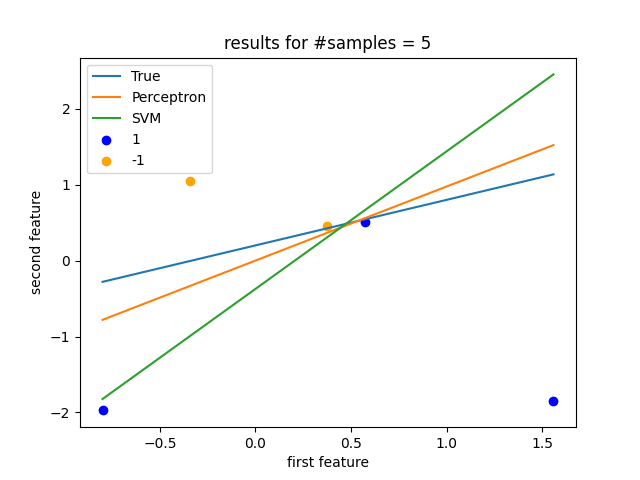 results for #samples = 5
True
Perceptron
SVM
1
-1
2
1
0
−1
−2
second feature
−0.5
0.0
0.5
1.0
1.5
first feature